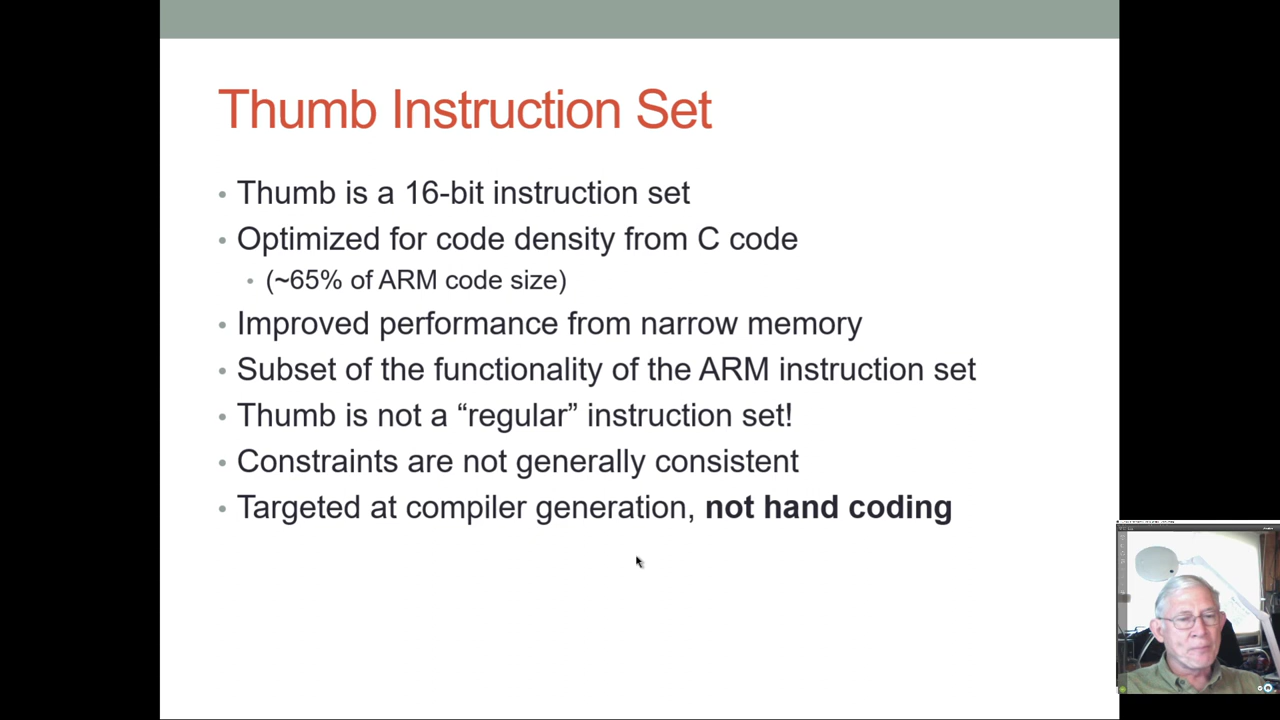 Thumb Instruction Set
• Thumb is a 16-bit instruction set
• Optimized for code density from C code
• (~65% of ARM code size)
• Improved performance from narrow memory
• Subset of the functionality of the ARM instruction set
• Thumb is not a “regular” instruction set!
• Constraints are not generally consistent
• Targeted at compiler generation, not hand coding